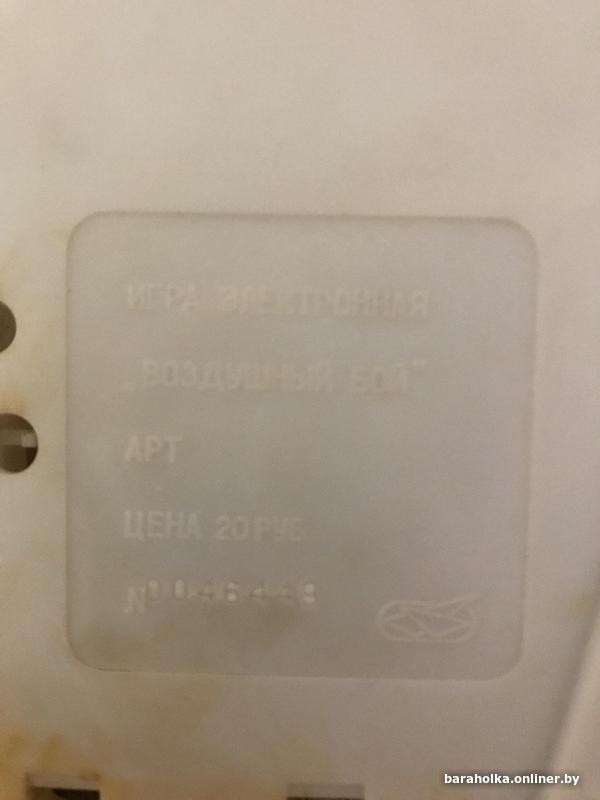 ИГРА ЭЛЕКТРОННАЯ
„ВОЗДУШНЫЙ БОЙ"
АРТ
ЦЕНА 20 РУБ
baraholka.onliner.by